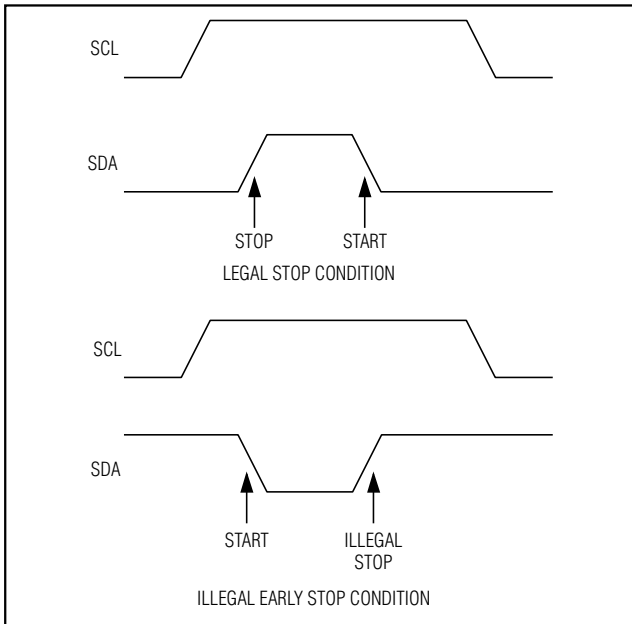 SCL
SDA
STOP START
LEGAL STOP CONDITION
SCL
SDA
START ILLEGAL
STOP
ILLEGAL EARLY STOP CONDITION